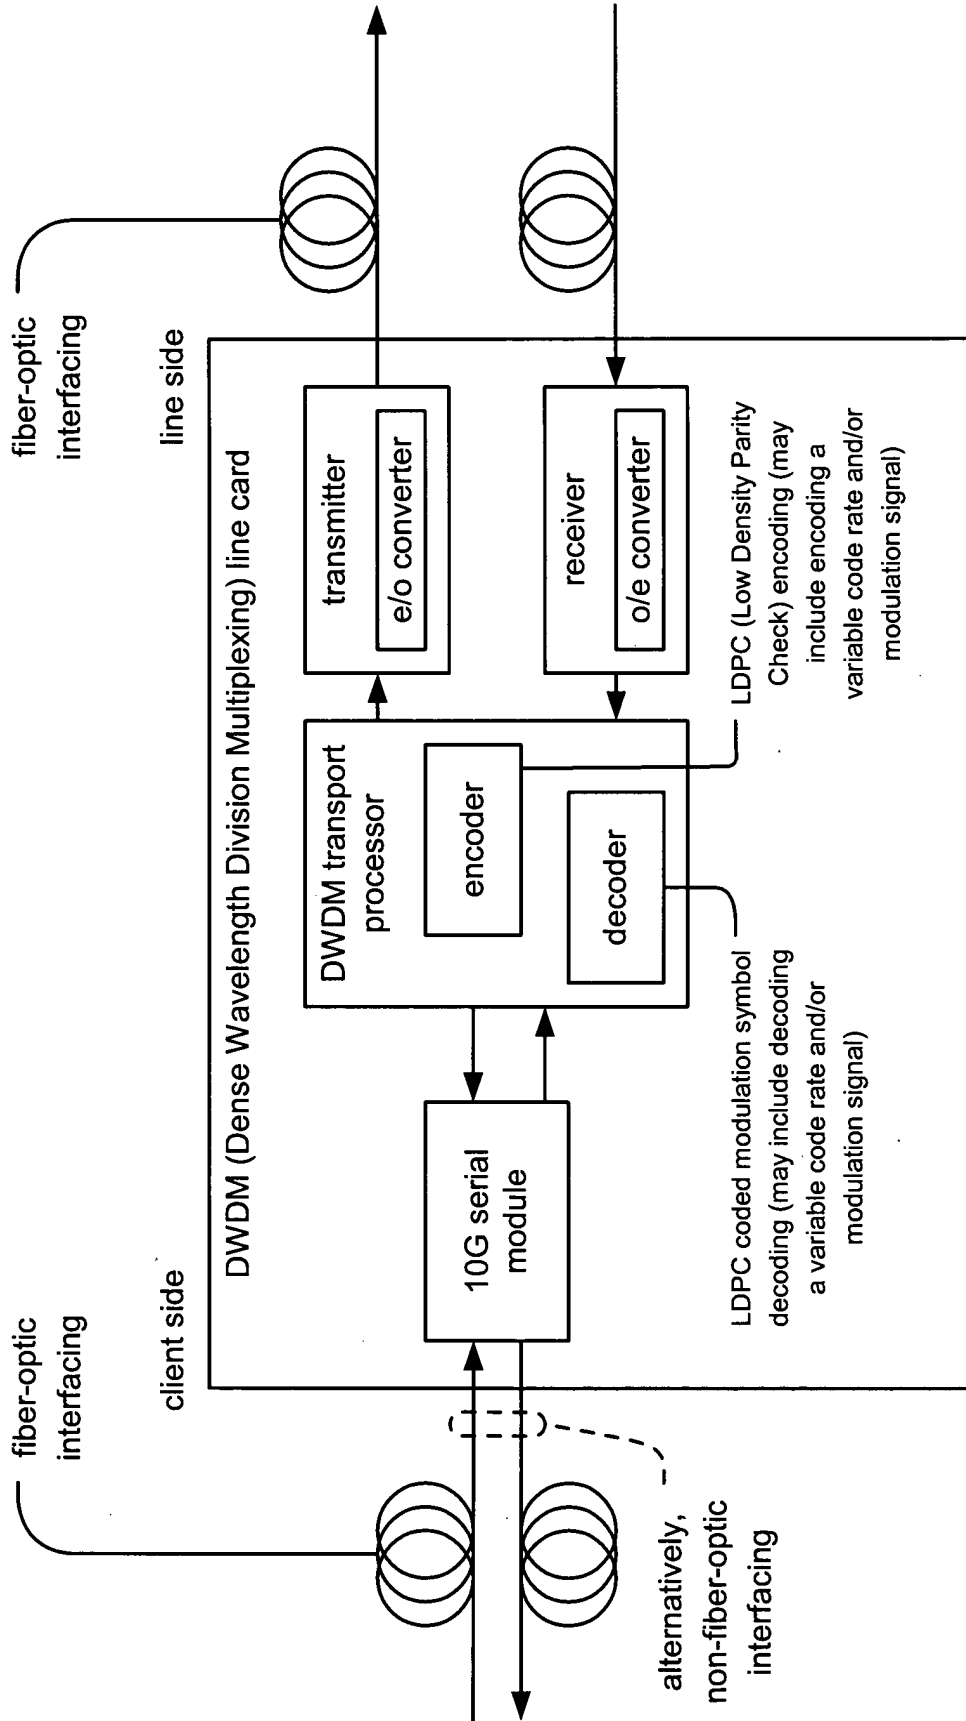 fiber-optic
interfacing
fiber-optic
interfacing
client side
line side
DWDM (Dense Wavelength Division Multiplexing) line card
10G serial
module
DWDM transport
processor
encoder
decoder
transmitter
e/o converter
receiver
o/e converter
alternatively,
non-fiber-optic
interfacing
LDPC coded modulation symbol
decoding (may include decoding
a variable code rate and/or
modulation signal)
LDPC (Low Density Parity
Check) encoding (may
include encoding a
variable code rate and/or
modulation signal)